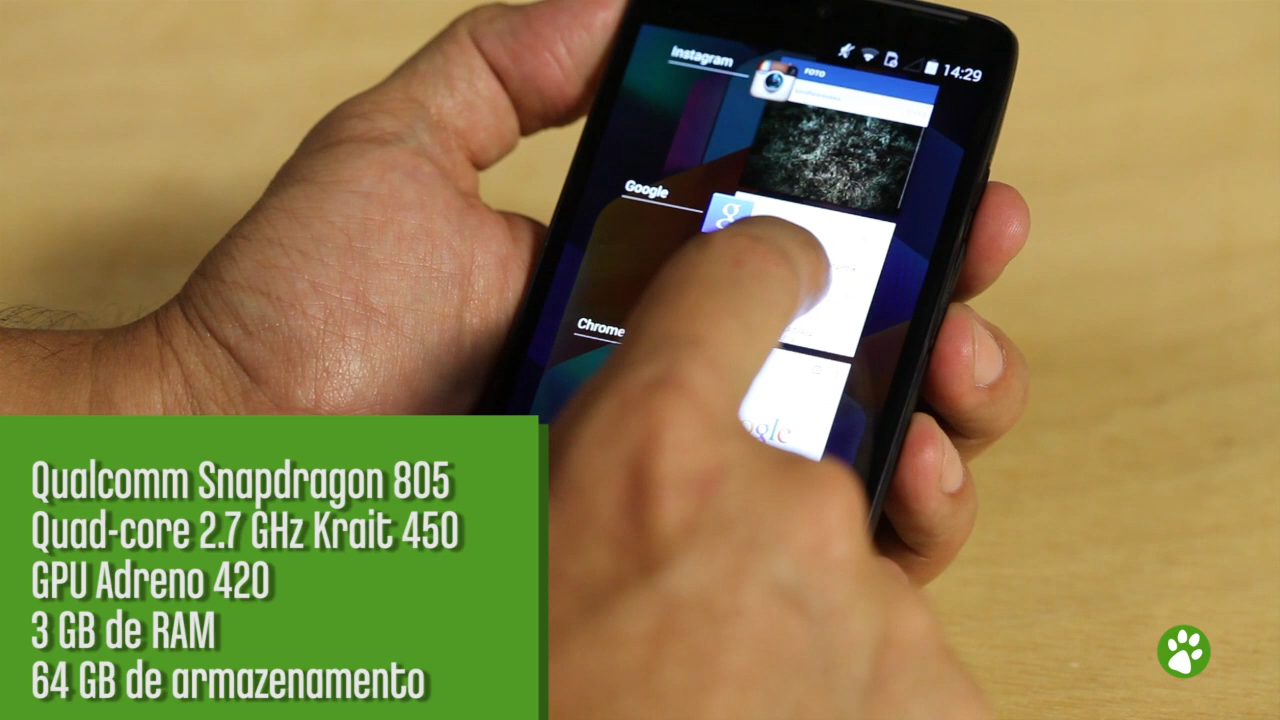 14:29
Instagram
FOTO
Google
g
Chrome
ogle
Qualcomm Snapdragon 805
Quad-core 2.7 GHz Krait 450
GPU Adreno 420
3 GB de RAM
64 GB de armazenamento